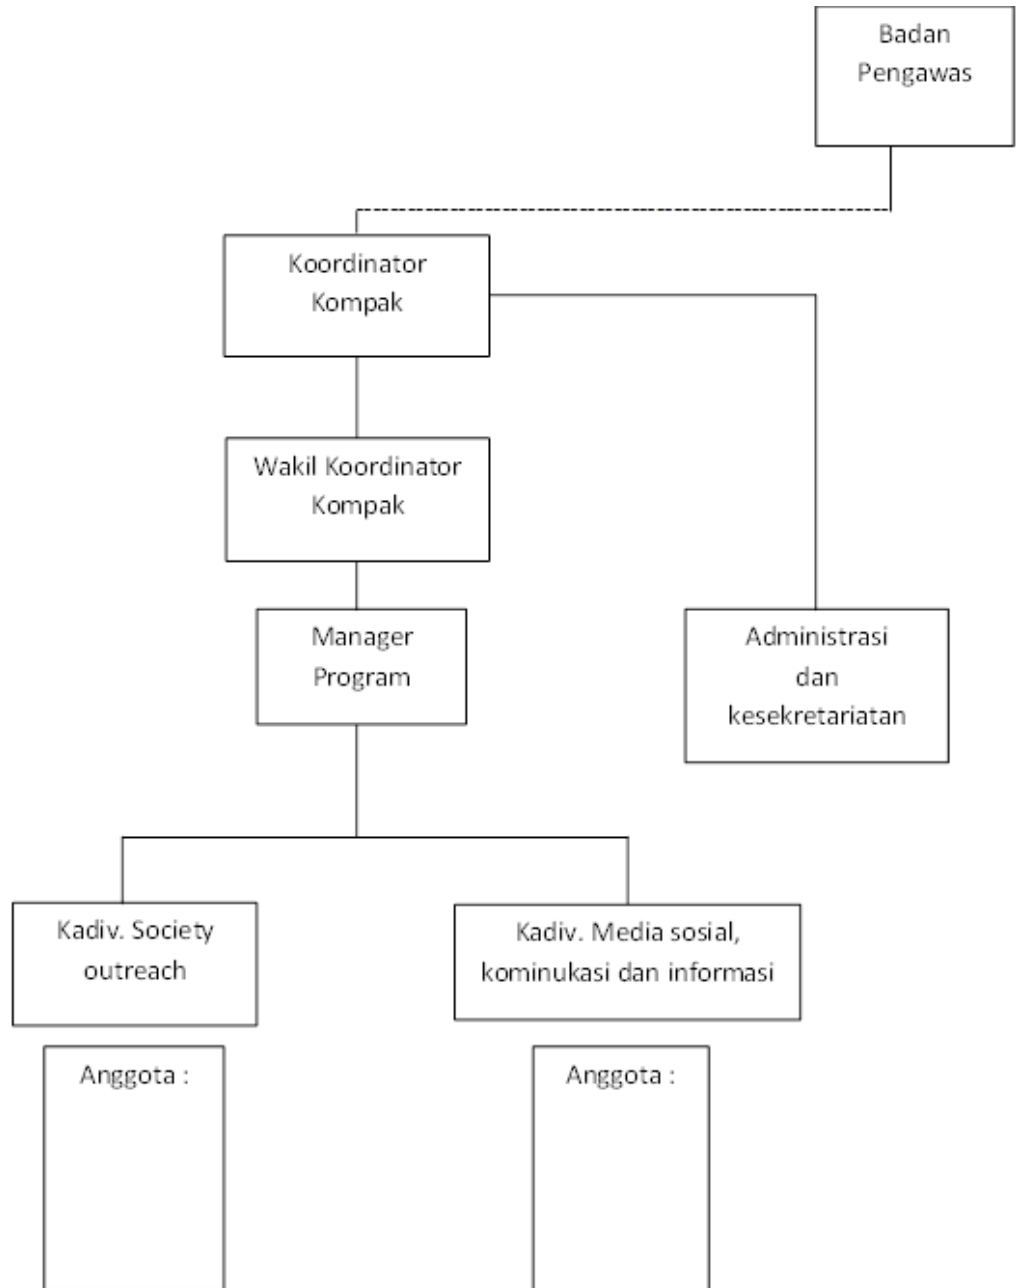 Badan
Pengawas
Koordinator
Kompak
Wakil Koordinator
Kompak
Manager
Program
Administrasi
dan
kesekretariatan
Kadiv. Society
outreach
Kadiv. Media sosial,
kominukasi dan informasi
Anggota :
Anggota :